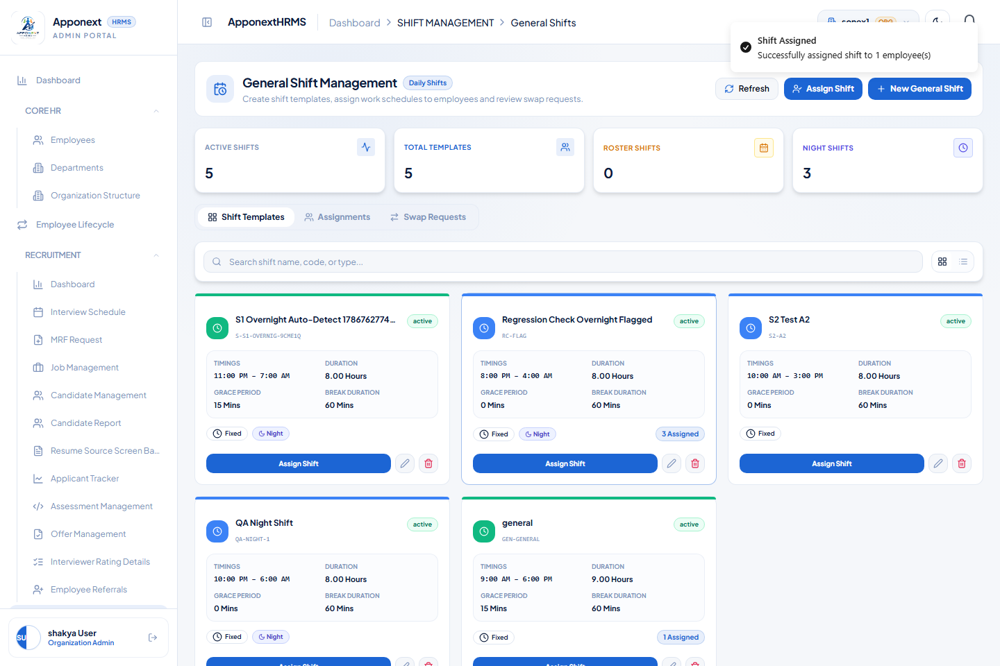 Apponext HRMS
ADMIN PORTAL
ApponextHRMS
Dashboard > SHIFT MANAGEMENT > General Shifts
Shift Assigned
Successfully assigned shift to 1 employee(s)
Dashboard
CORE HR
Employees
Departments
Organization Structure
Employee Lifecycle
RECRUITMENT
Dashboard
Interview Schedule
MRF Request
Job Management
Candidate Management
Candidate Report
Resume Source Screen Ba...
Applicant Tracker
Assessment Management
Offer Management
Interviewer Rating Details
Employee Referrals
SU
shakya User
Organization Admin
General Shift Management Daily Shifts
Create shift templates, assign work schedules to employees and review swap requests.
Refresh
Assign Shift
+ New General Shift
ACTIVE SHIFTS
5
TOTAL TEMPLATES
5
ROSTER SHIFTS
0
NIGHT SHIFTS
3
Shift Templates
Assignments
Swap Requests
Search shift name, code, or type...
S1 Overnight Auto-Detect 1786762774... active
S-S1-OVERNIG-9CME1Q
TIMINGS DURATION
11:00 PM – 7:00 AM 8.00 Hours
GRACE PERIOD BREAK DURATION
15 Mins 60 Mins
Fixed Night
Assign Shift
Regression Check Overnight Flagged active
RC-FLAG
TIMINGS DURATION
8:00 PM – 4:00 AM 8.00 Hours
GRACE PERIOD BREAK DURATION
0 Mins 60 Mins
Fixed Night 3 Assigned
Assign Shift
S2 Test A2 active
S2-A2
TIMINGS DURATION
10:00 AM – 3:00 PM 8.00 Hours
GRACE PERIOD BREAK DURATION
0 Mins 60 Mins
Fixed
Assign Shift
QA Night Shift active
QA-NIGHT-1
TIMINGS DURATION
10:00 PM – 6:00 AM 8.00 Hours
GRACE PERIOD BREAK DURATION
0 Mins 60 Mins
Fixed Night
Assign Shift
general active
GEN-GENERAL
TIMINGS DURATION
9:00 AM – 6:00 PM 9.00 Hours
GRACE PERIOD BREAK DURATION
15 Mins 60 Mins
Fixed 1 Assigned
Assign Shift